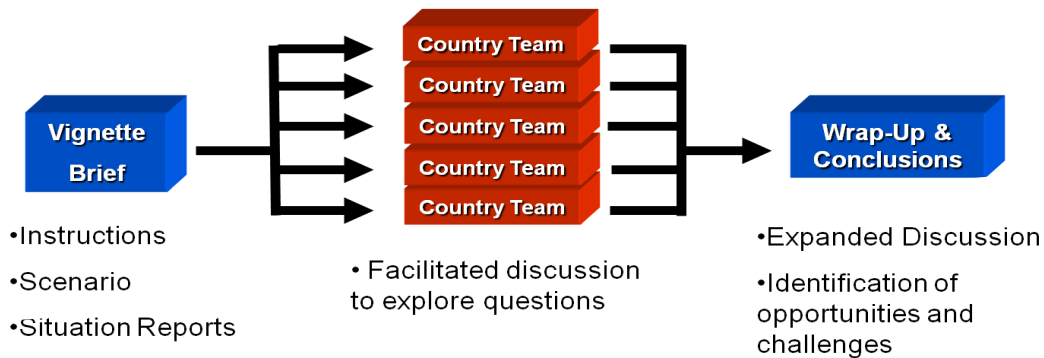 Vignette
Brief
•Instructions
•Scenario
•Situation Reports
Country Team
Country Team
Country Team
Country Team
Country Team
• Facilitated discussion
to explore questions
Wrap-Up &
Conclusions
•Expanded Discussion
•Identification of
opportunities and
challenges